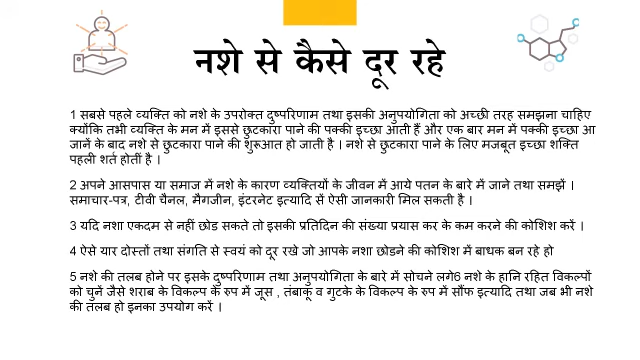 नशे से कैसे दूर रहे
1 सबसे पहले व्यक्ति को नशे के उपरोक्त दुष्परिणाम तथा इसकी अनुपयोगिता को अच्छी तरह समझना चाहिए
क्योंकि तभी व्यक्ति के मन में इससे छुटकारा पाने की पक्की इच्छा आती हैं और एक बार मन में पक्की इच्छा आ
जानें के बाद नशे से छुटकारा पाने की शुरूआत हो जाती है । नशे से छुटकारा पाने के लिए मजबूत इच्छा शक्ति
पहली शर्त होतीं है ।
2 अपने आसपास या समाज में नशे के कारण व्यक्तियों के जीवन में आये पतन के बारे में जाने तथा समझें ।
समाचार-पत्र, टीवी चैनल, मैगजीन, इंटरनेट इत्यादि सें ऐसी जानकारी मिल सकती है ।
3 यदि नशा एकदम से नहीं छोड सकते तो इसकी प्रतिदिन की संख्या प्रयास कर के कम करने की कोशिश करें ।
4 ऐसे यार दोस्तों तथा संगति से स्वयं को दूर रखे जो आपके नशा छोडने की कोशिश में बाधक बन रहे हो
5 नशे की तलब होने पर इसके दुष्परिणाम तथा अनुपयोगिता के बारे में सोचने लगे6 नशे के हानि रहित विकल्पों
को चुनें जैसे शराब के विकल्प के रुप में जूस , तंबाकू व गुटके के विकल्प के रुप में सौंफ इत्यादि तथा जब भी नशे
की तलब हो इनका उपयोग करें ।